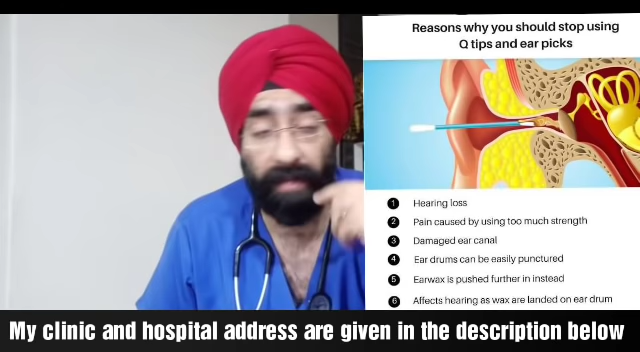 Reasons why you should stop using
Q tips and ear picks
1 Hearing loss
2 Pain caused by using too much strength
3 Damaged ear canal
4 Ear drums can be easily punctured
5 Earwax is pushed further in instead
6 Affects hearing as wax are landed on ear drum
My clinic and hospital address are given in the description below